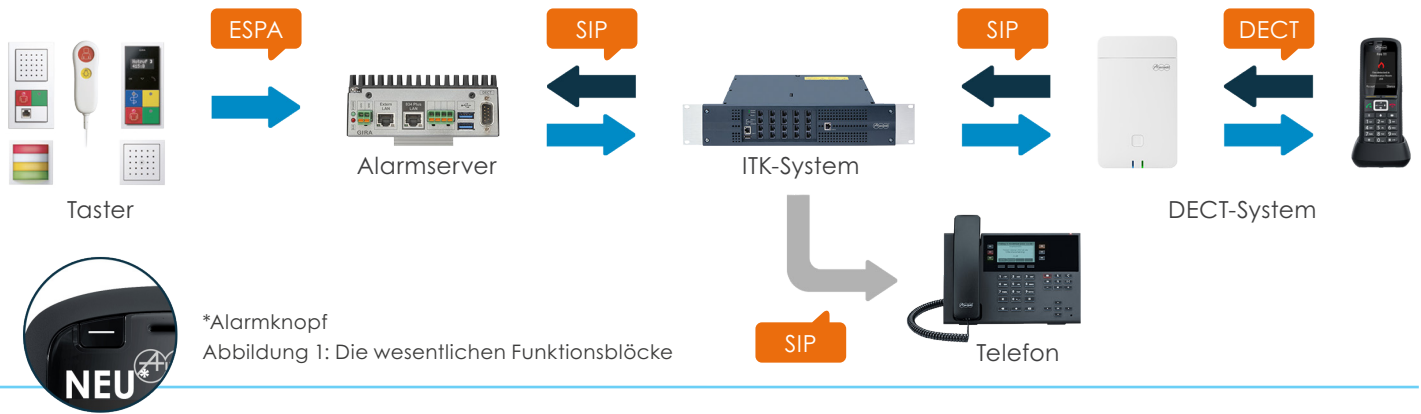 ESPA
SIP
SIP
DECT
GIRA
Alarmserver
ITK-System
Taster
DECT-System
NEU*
*Alarmknopf
Abbildung 1: Die wesentlichen Funktionsblöcke
SIP
Telefon